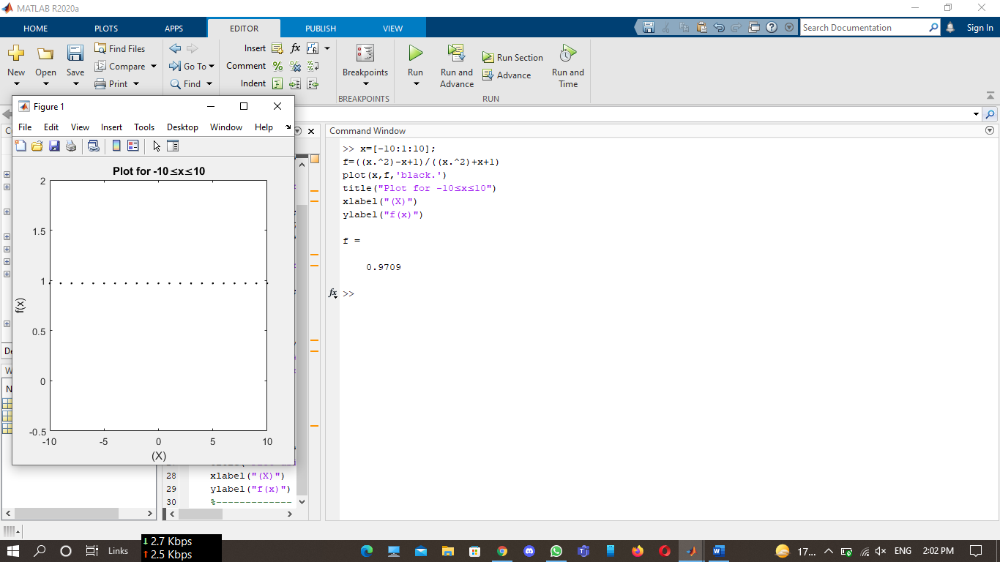 MATLAB R2020a
HOME PLOTS APPS EDITOR PUBLISH VIEW
Search Documentation
Sign In
New Open Save
Find Files
Compare
Print
Go To
Find
Insert
Comment
Indent
fx
Breakpoints
BREAKPOINTS
Run
Run and Advance
Run Section
Advance
Run and Time
RUN
Figure 1
File Edit View Insert Tools Desktop Window Help
Plot for -10≤x≤10
2
1.5
1
0.5
0
-0.5
-10 -5 0 5 10
(X)
f(x)
Command Window
>> x=[-10:1:10];
f=((x.^2)-x+1)/((x.^2)+x+1)
plot(x,f,'black.')
title("Plot for -10≤x≤10")
xlabel("(X)")
ylabel("f(x)")
f =
0.9709
fx >>
28 xlabel("(X)")
29 ylabel("f(x)")
30 %-------------
Links
↓ 2.7 Kbps
↑ 2.5 Kbps
17...
ENG
2:02 PM